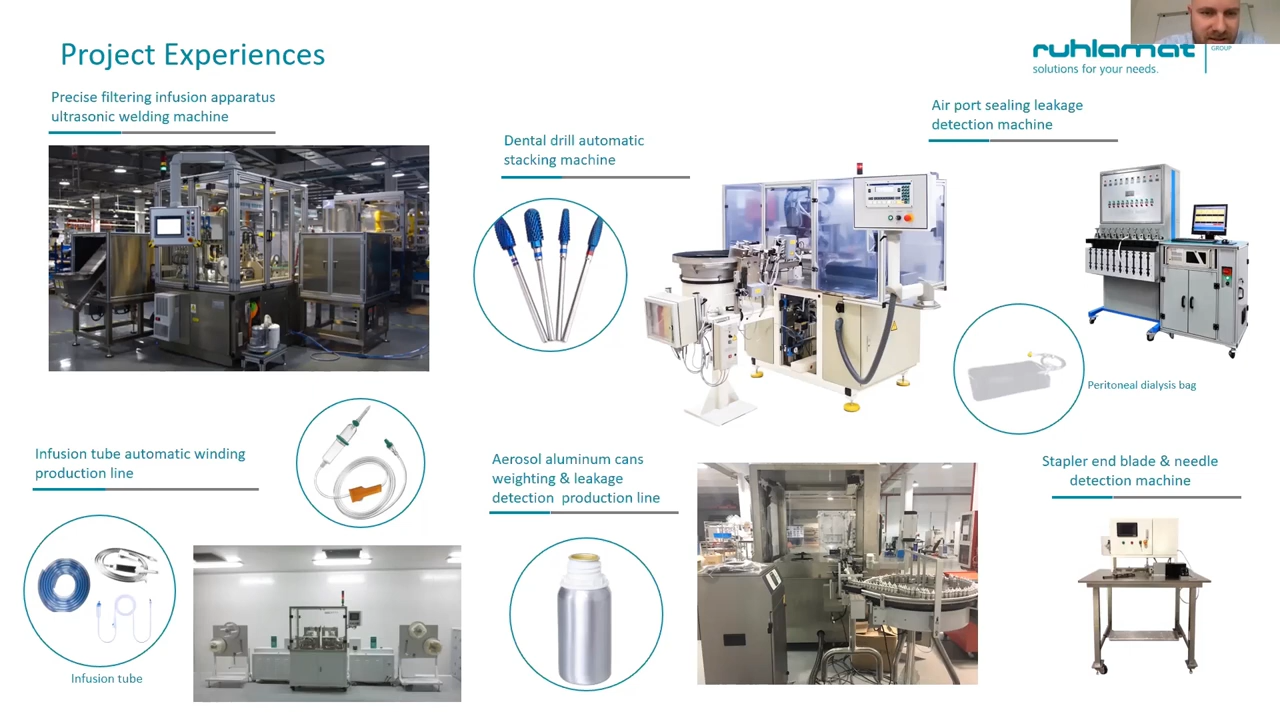 Project Experiences
ruhlamat
GROUP
solutions for your needs.
Precise filtering infusion apparatus
ultrasonic welding machine
Dental drill automatic
stacking machine
Air port sealing leakage
detection machine
Peritoneal dialysis bag
Infusion tube automatic winding
production line
Infusion tube
Aerosol aluminum cans
weighting & leakage
detection production line
Stapler end blade & needle
detection machine